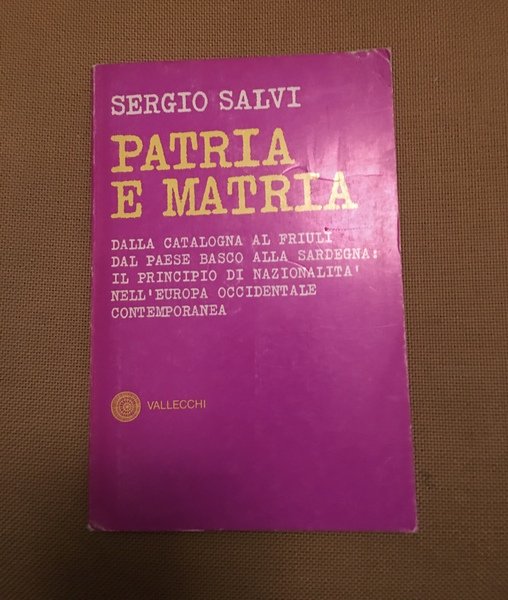 SERGIO SALVI
PATRIA
E MATRIA
DALLA CATALOGNA AL FRIULI
DAL PAESE BASCO ALLA SARDEGNA:
IL PRINCIPIO DI NAZIONALITA'
NELL'EUROPA OCCIDENTALE
CONTEMPORANEA
VALLECCHI